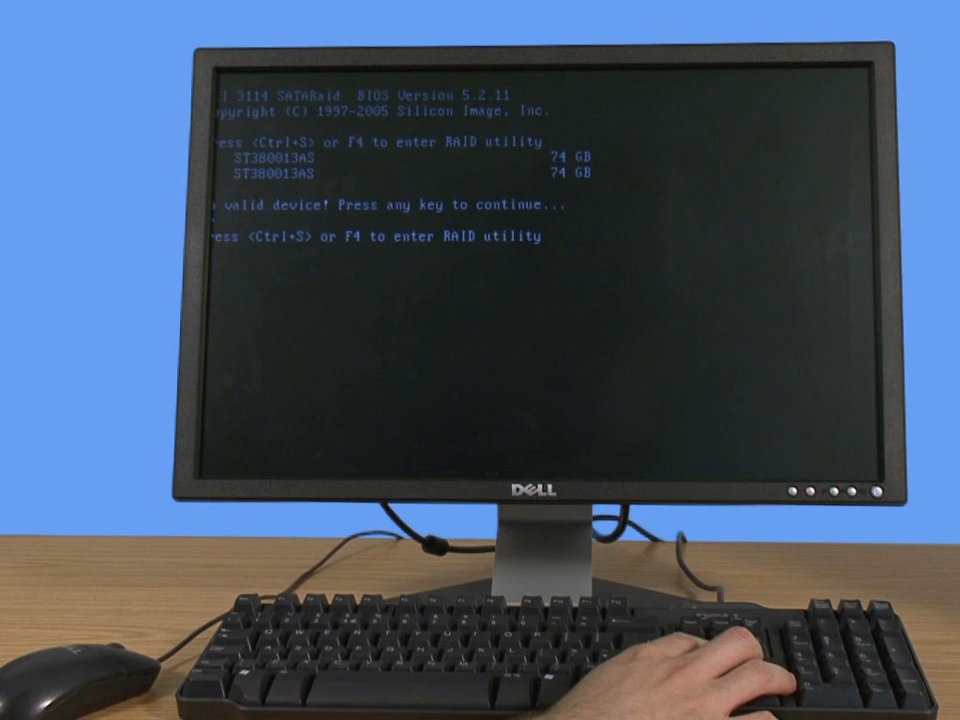 l 3114 SATARaid BIOS Version 5.2.11
opyright (C) 1997-2005 Silicon Image, Inc.
ress <Ctrl+S> or F4 to enter RAID utility
ST380013AS 74 GB
ST380013AS 74 GB
valid device! Press any key to continue...
ress <Ctrl+S> or F4 to enter RAID utility
DELL